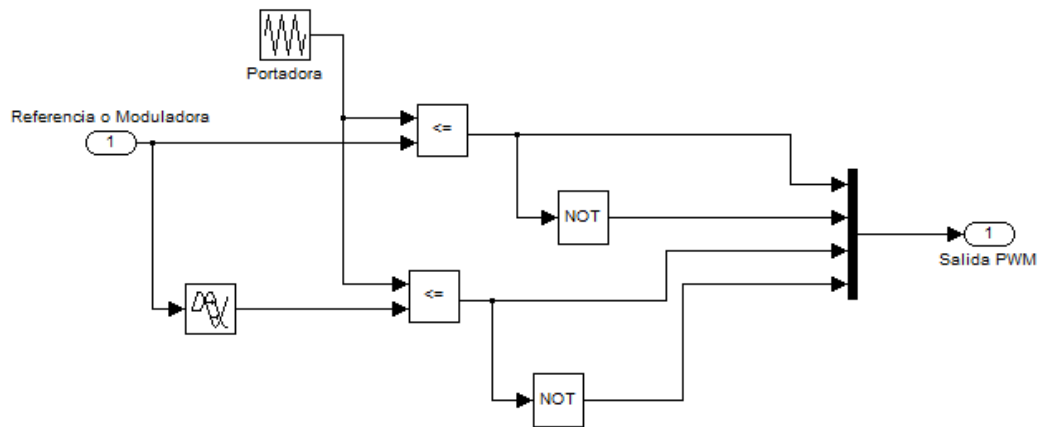 Portadora
Referencia o Moduladora
1
<=
NOT
1
Salida PWM
<=
NOT